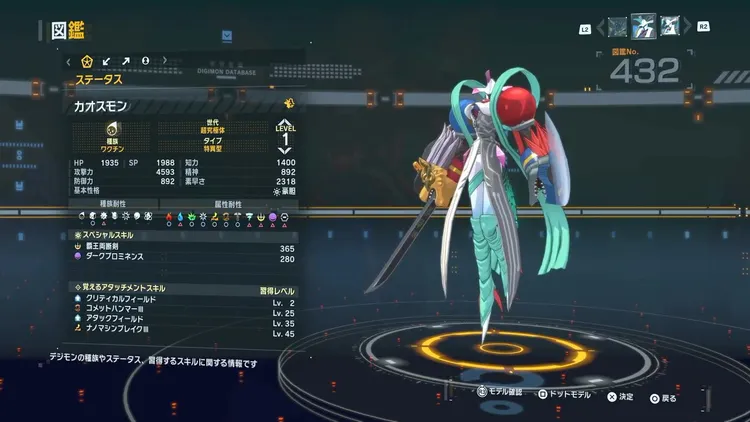 図鑑
L2
R2
図鑑No.
432
ステータス
DIGIMON DATABASE
カオスモン
種族
ワクチン
世代
超究極体
タイプ
特異型
LEVEL
1
HP 1935 SP 1988 知力 1400
攻撃力 4593 精神 892
防御力 892 素早さ 2318
基本性格 豪胆
種族耐性 属性耐性
スペシャルスキル
覇王両断剣 365
ダークプロミネンス 280
覚えるアタッチメントスキル 習得レベル
クリティカルフィールド Lv. 2
コメットハンマーⅢ Lv. 25
アタックフィールド Lv. 35
ナノマシンブレイクⅢ Lv. 45
デジモンの種族やステータス、習得するスキルに関する情報です
モデル確認 ドットモデル 決定 戻る